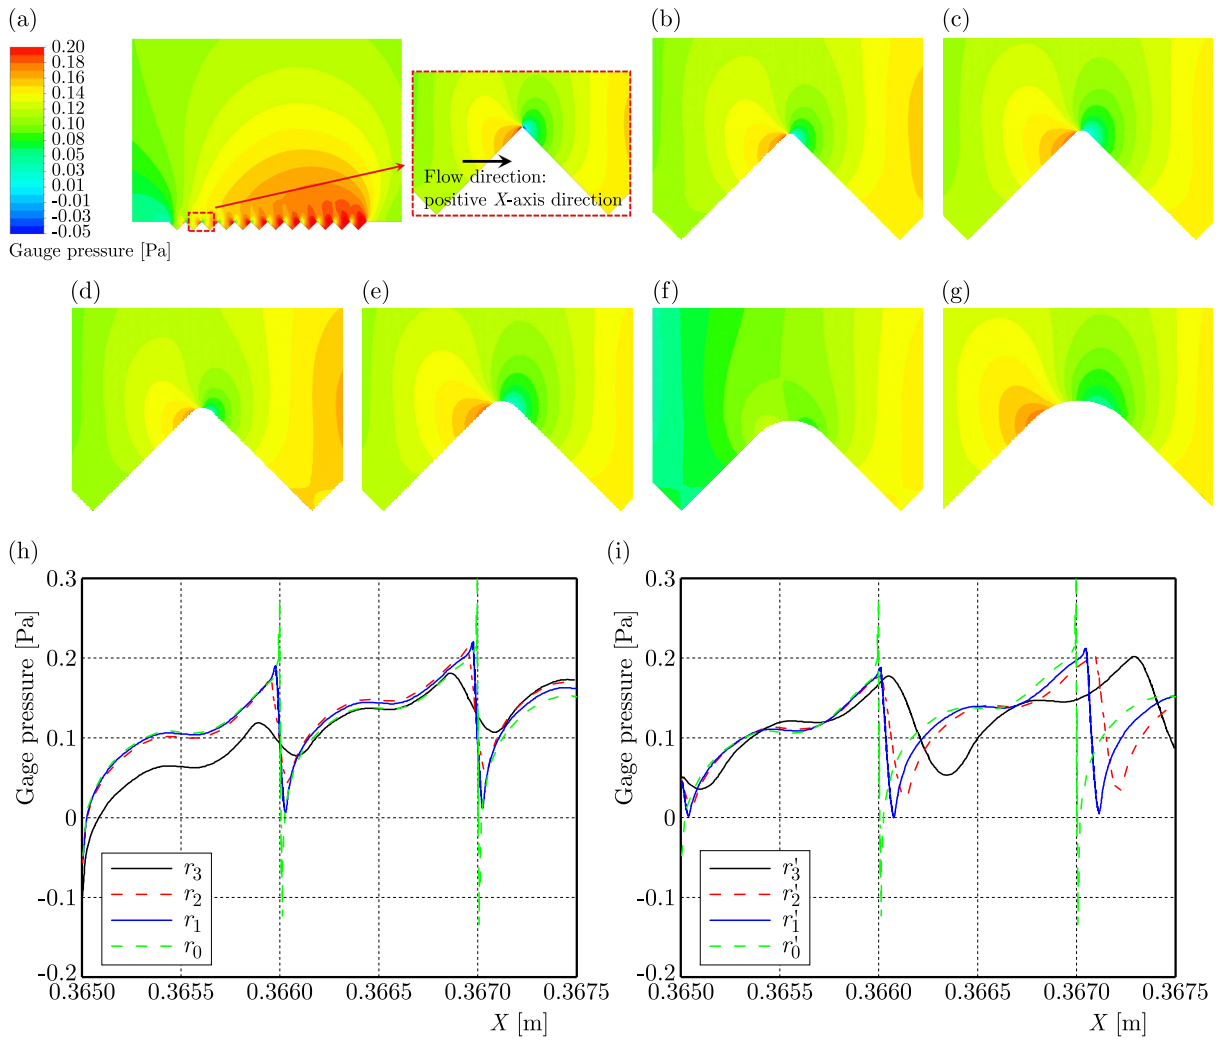 (a)
0.20
0.18
0.16
0.14
0.12
0.10
0.08
0.05
0.03
0.01
-0.01
-0.03
-0.05
Gauge pressure [Pa]
Flow direction:
positive X-axis direction
(b)
(c)
(d)
(e)
(f)
(g)
(h)
0.3
0.2
0.1
0
-0.1
-0.2
Gage pressure [Pa]
r3
r2
r1
r0
0.3650
0.3655
0.3660
0.3665
0.3670
0.3675
X [m]
(i)
0.3
0.2
0.1
0
-0.1
-0.2
Gage pressure [Pa]
r'3
r'2
r'1
r'0
0.3650
0.3655
0.3660
0.3665
0.3670
0.3675
X [m]